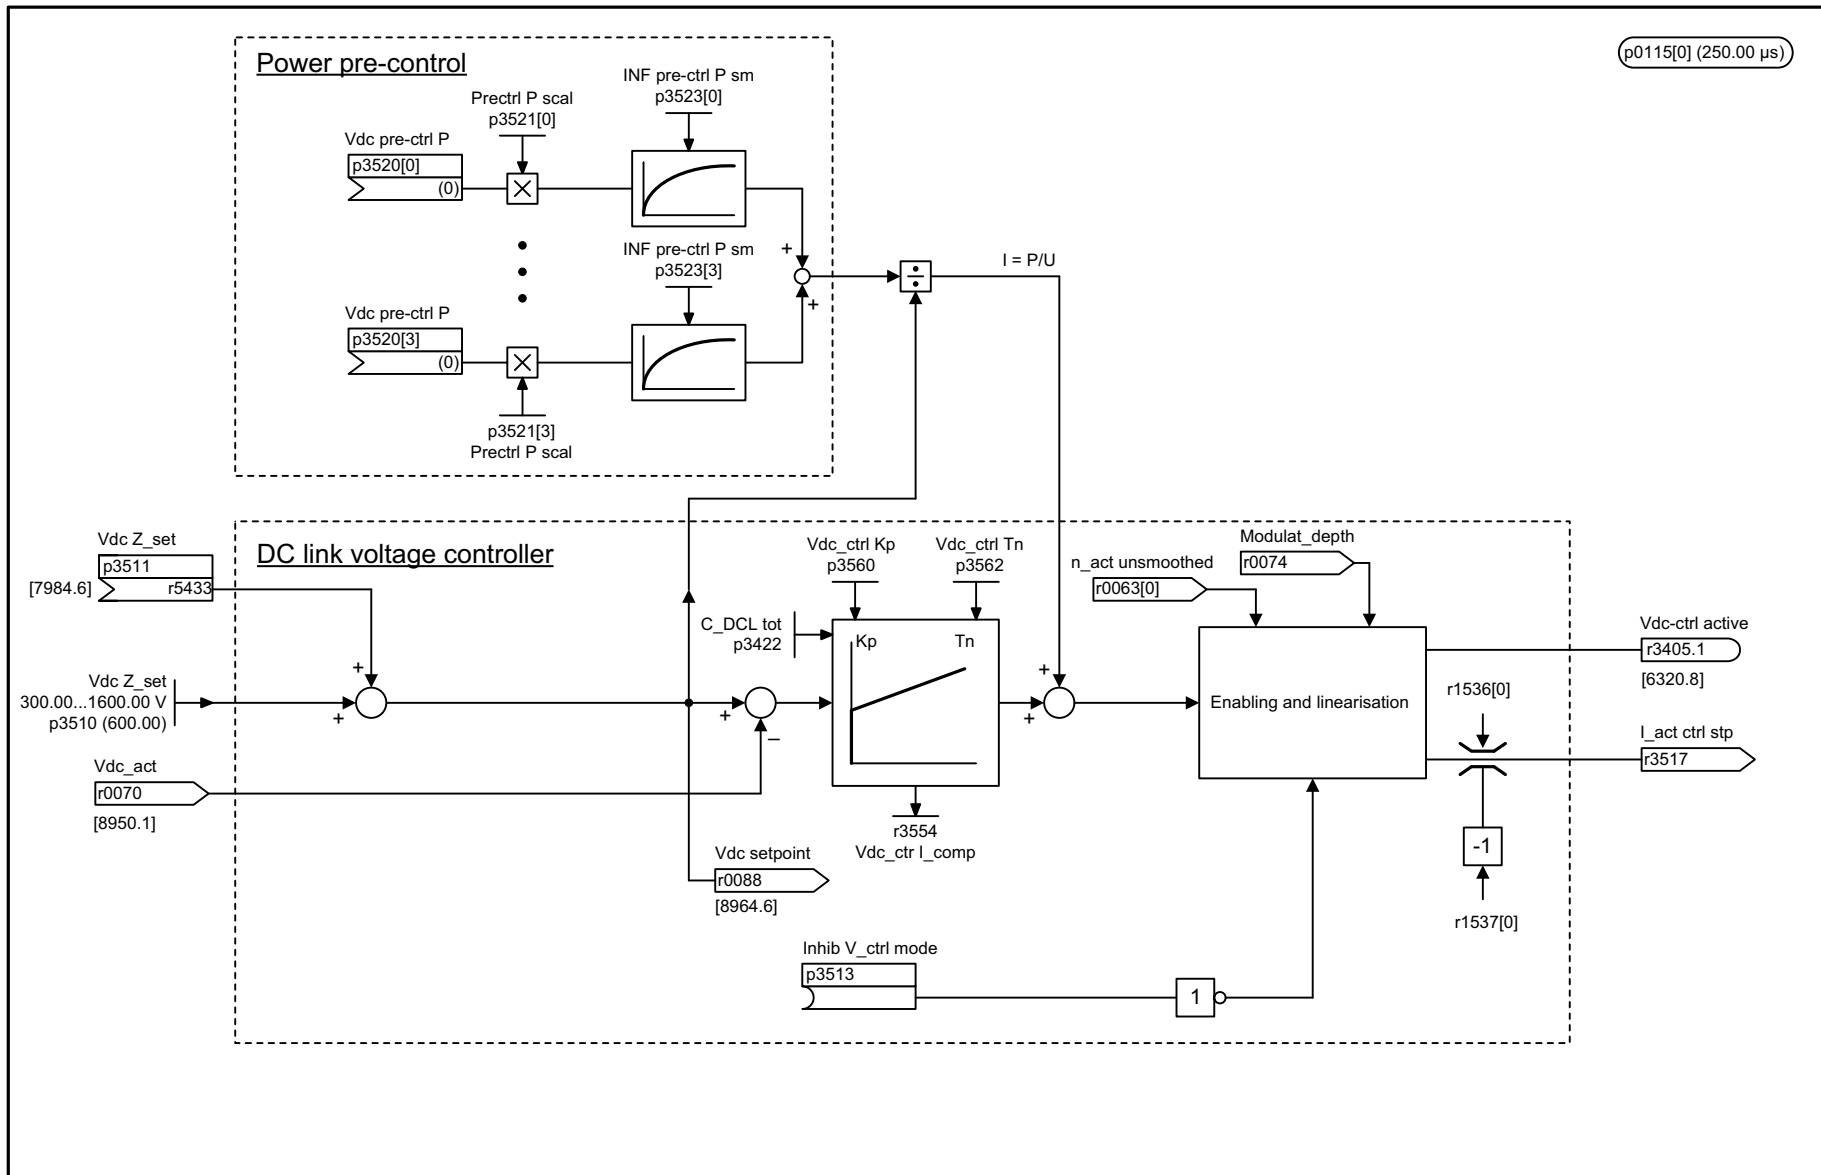 p0115[0] (250.00 µs)
Power pre-control
INF pre-ctrl P sm
p3523[0]
Prectrl P scal
p3521[0]
Vdc pre-ctrl P
p3520[0]
(0)
INF pre-ctrl P sm
p3523[3]
+
+
I = P/U
Vdc pre-ctrl P
p3520[3]
(0)
p3521[3]
Prectrl P scal
DC link voltage controller
Vdc Z_set
p3511
r5433
[7984.6]
Vdc_ctrl Kp
p3560
Vdc_ctrl Tn
p3562
C_DCL tot
p3422
Kp
Tn
n_act unsmoothed
r0063[0]
Modulat_depth
r0074
Vdc-ctrl active
r3405.1
[6320.8]
Vdc Z_set
300.00...1600.00 V
p3510 (600.00)
+
+
+
–
+
+
Enabling and linearisation
r1536[0]
I_act ctrl stp
r3517
Vdc_act
r0070
[8950.1]
r3554
Vdc_ctr I_comp
-1
r1537[0]
Vdc setpoint
r0088
[8964.6]
Inhib V_ctrl mode
p3513
1